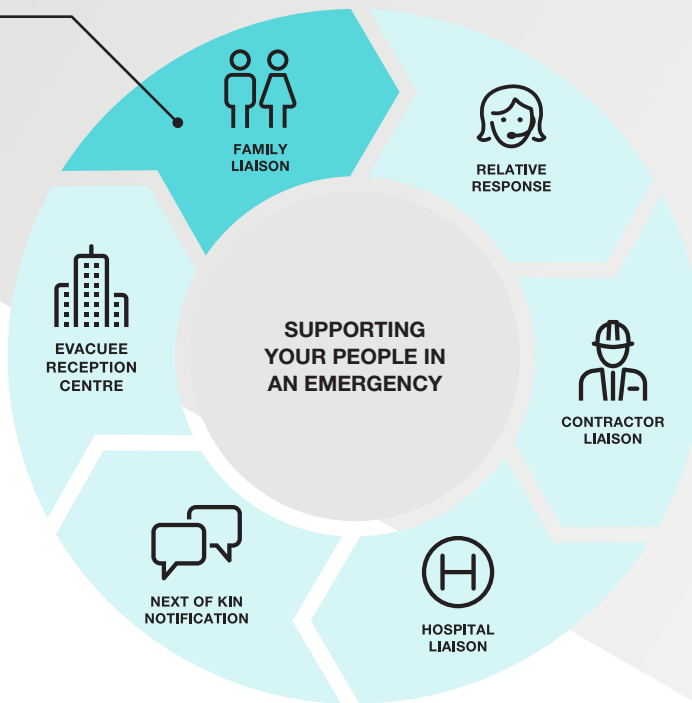 FAMILY
LIAISON
RELATIVE
RESPONSE
CONTRACTOR
LIAISON
HOSPITAL
LIAISON
NEXT OF KIN
NOTIFICATION
EVACUEE
RECEPTION
CENTRE
SUPPORTING
YOUR PEOPLE IN
AN EMERGENCY
H